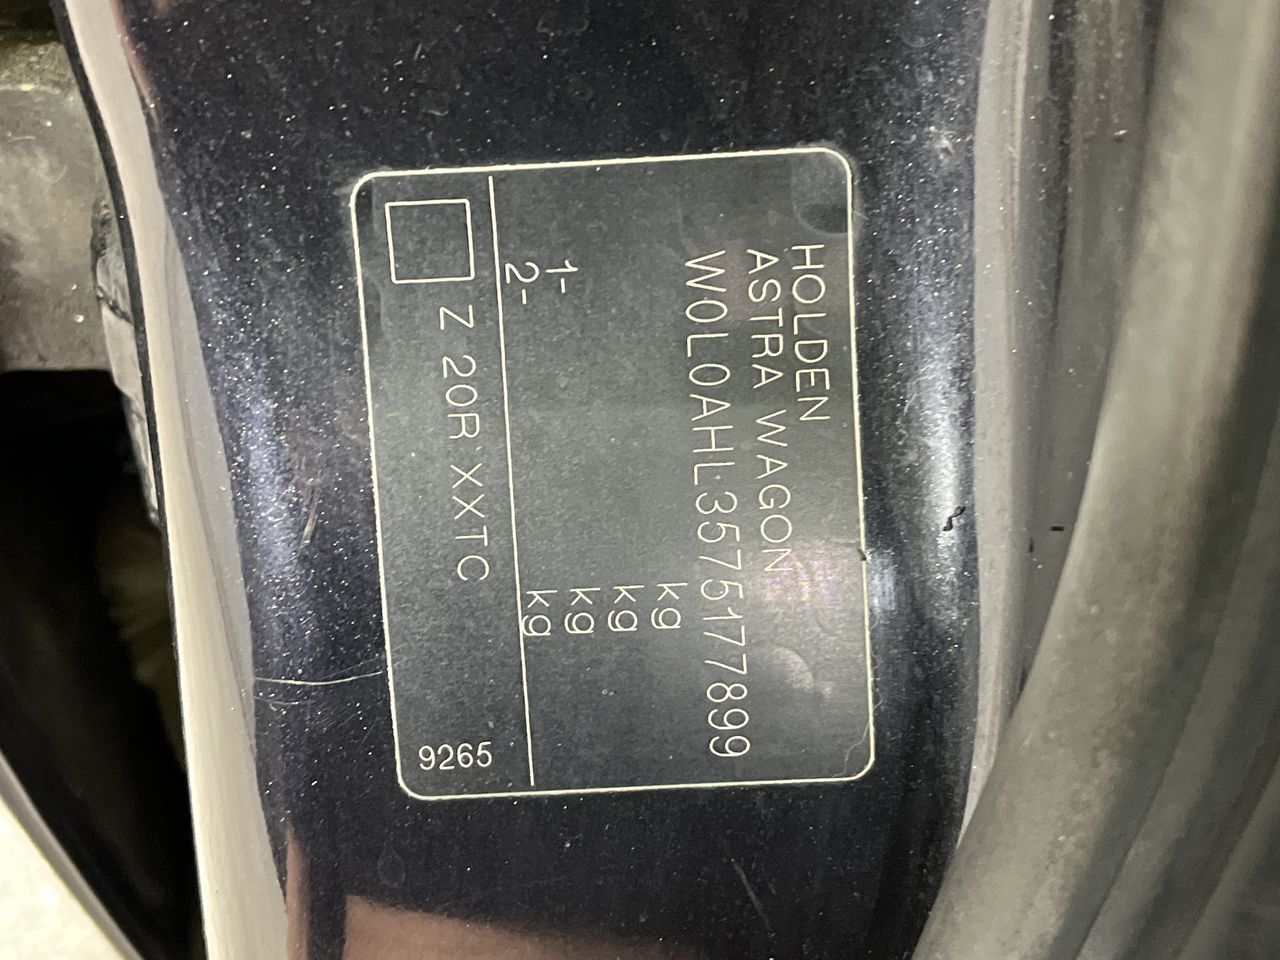 HOLDEN
ASTRA WAGON
W0L0AHL3575177899
kg
kg
1- kg
2- kg
Z 20R XXTC
9265